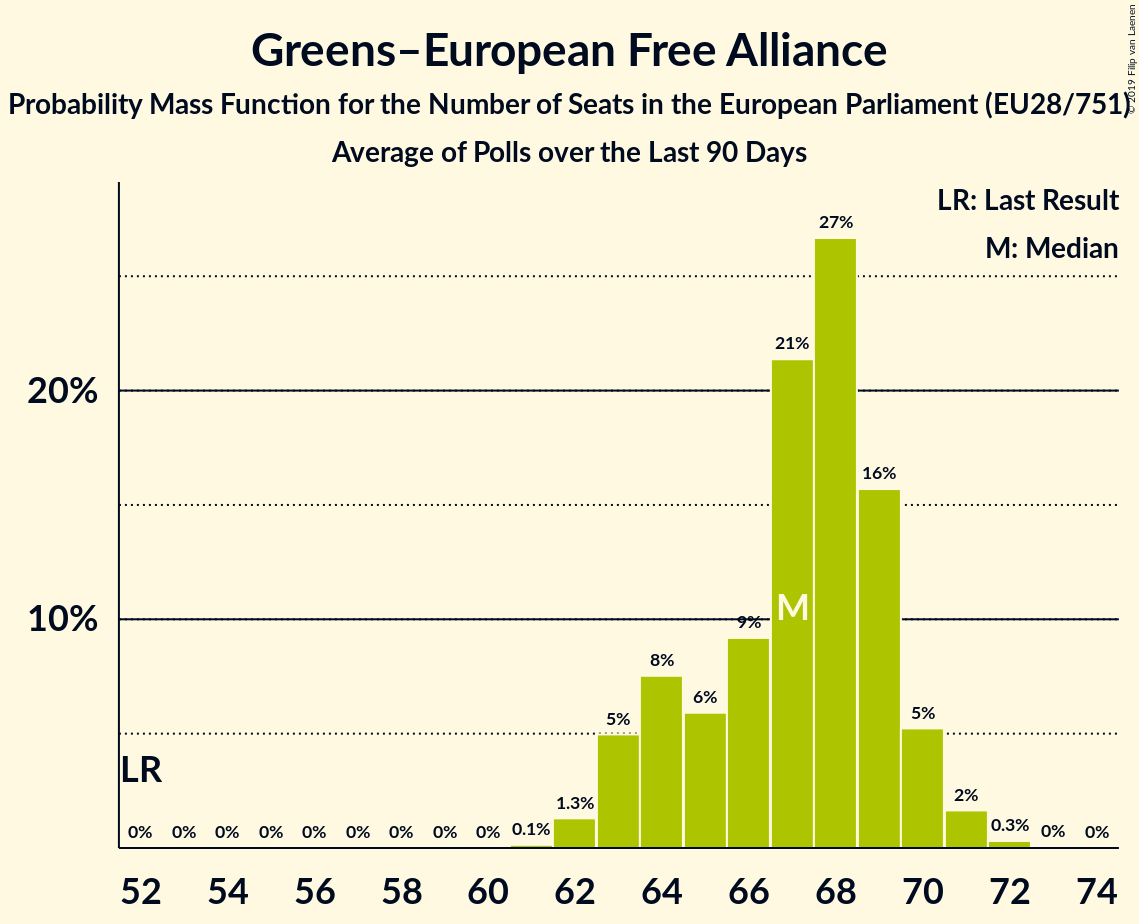 Greens–European Free Alliance
Probability Mass Function for the Number of Seats in the European Parliament (EU28/751)
Average of Polls over the Last 90 Days
© 2019 Filip van Laenen
LR: Last Result
M: Median
27%
21%
20%
16%
10%
9%
M
8%
6%
5%
5%
LR
2%
1.3%
0% 0% 0% 0% 0% 0% 0% 0% 0% 0.1% 0.3% 0% 0%
52 54 56 58 60 62 64 66 68 70 72 74